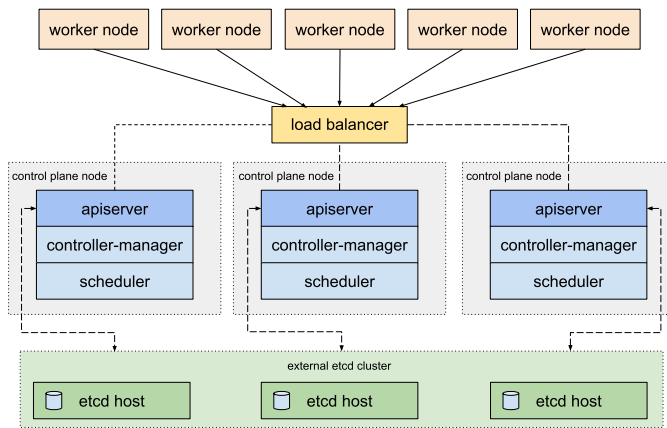 worker node
worker node
worker node
worker node
worker node
load balancer
control plane node
control plane node
control plane node
apiserver
apiserver
apiserver
controller-manager
controller-manager
controller-manager
scheduler
scheduler
scheduler
external etcd cluster
etcd host
etcd host
etcd host